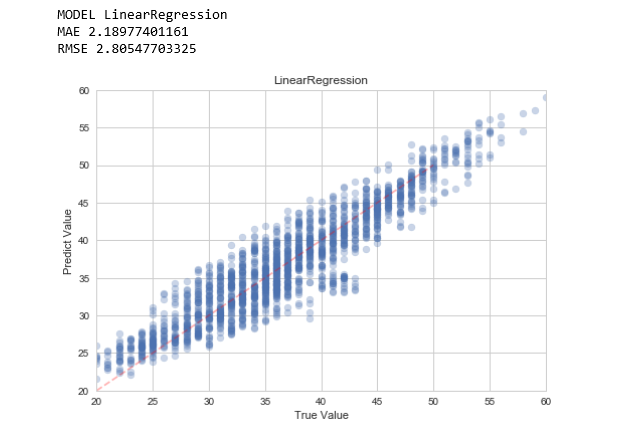 MODEL LinearRegression
MAE 2.18977401161
RMSE 2.80547703325
LinearRegression
60
55
50
45
40
35
30
25
20
Predict Value
20 25 30 35 40 45 50 55 60
True Value